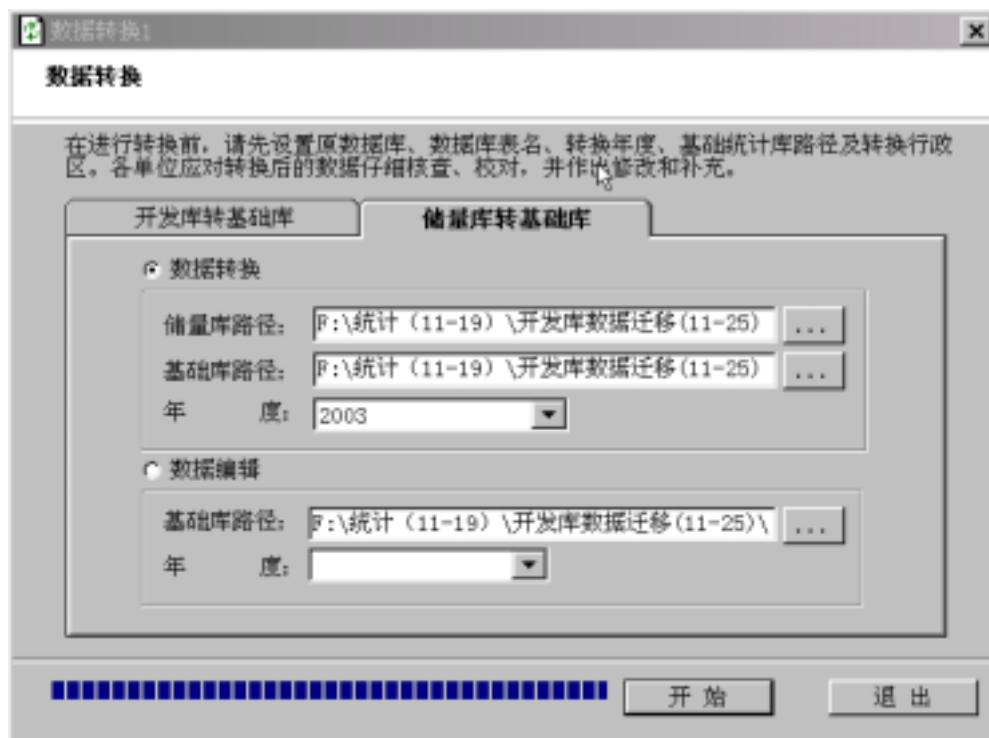 数据转换1
数据转换
在进行转换前，请先设置原数据库、数据库表名、转换年度、基础统计库路径及转换行政
区。各单位应对转换后的数据仔细核查、校对，并作出修改和补充。
开发库转基础库 储量库转基础库
数据转换
储量库路径： F:\统计（11-19）\开发库数据迁移(11-25) ...
基础库路径： F:\统计（11-19）\开发库数据迁移(11-25) ...
年 度： 2003
数据编辑
基础库路径： F:\统计（11-19）\开发库数据迁移(11-25)\ ...
年 度：
开 始 退 出